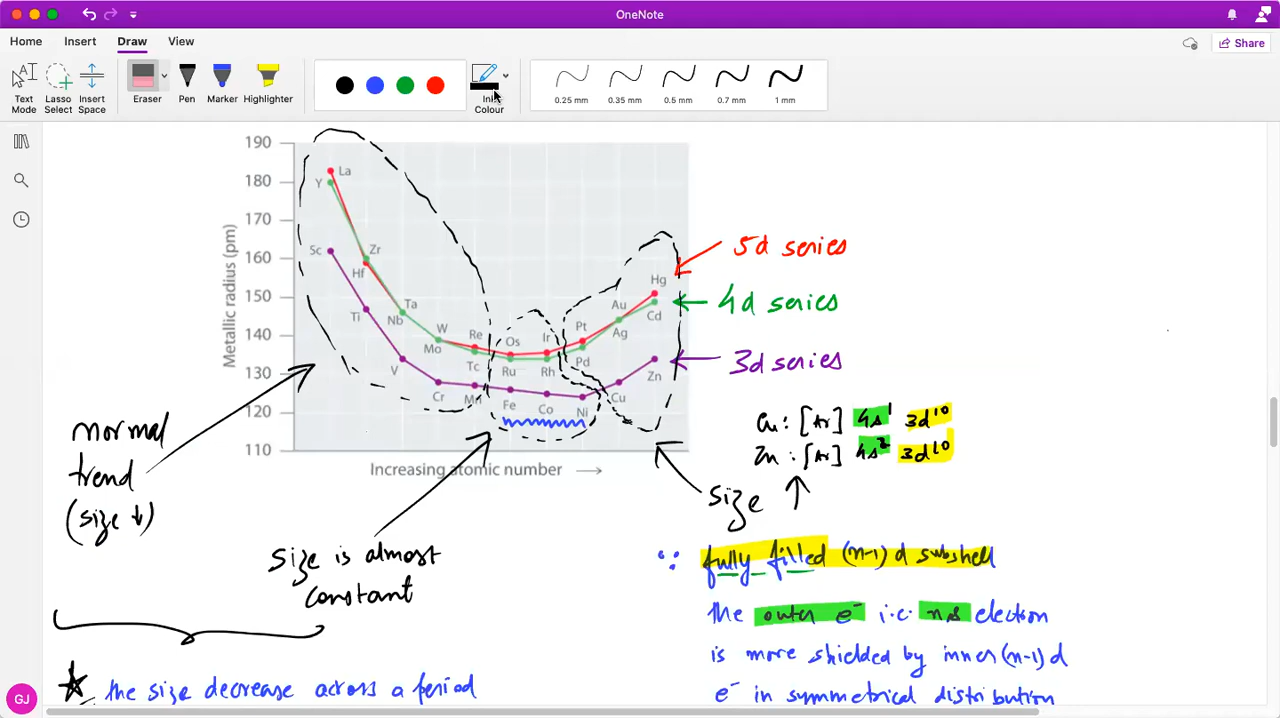 OneNote
Home Insert Draw View
Share
Text Mode
Lasso Select
Insert Space
Eraser
Pen
Marker
Highlighter
Ink Colour
0.25 mm 0.35 mm 0.5 mm 0.7 mm 1 mm
Metallic radius (pm)
190
180
170
160
150
140
130
120
110
La
Y
Sc
Zr
Hf
Ti
Ta
Nb
V
W
Mo
Cr
Re
Tc
Mn
Os
Ru
Fe
Ir
Rh
Co
Pt
Pd
Ni
Au
Ag
Cu
Hg
Cd
Zn
Increasing atomic number →
5d series
4d series
3d series
normal
trend
(size ↓)
size is almost
constant
size ↑
Cu : [Ar] 4s¹ 3d¹⁰
Zn : [Ar] 4s² 3d¹⁰
∵ fully filled (n-1) d subshell
the outer e⁻ i.e. ns electron
is more shielded by inner (n-1) d
e⁻ in symmetrical distribution
★ the size decrease across a period
GJ